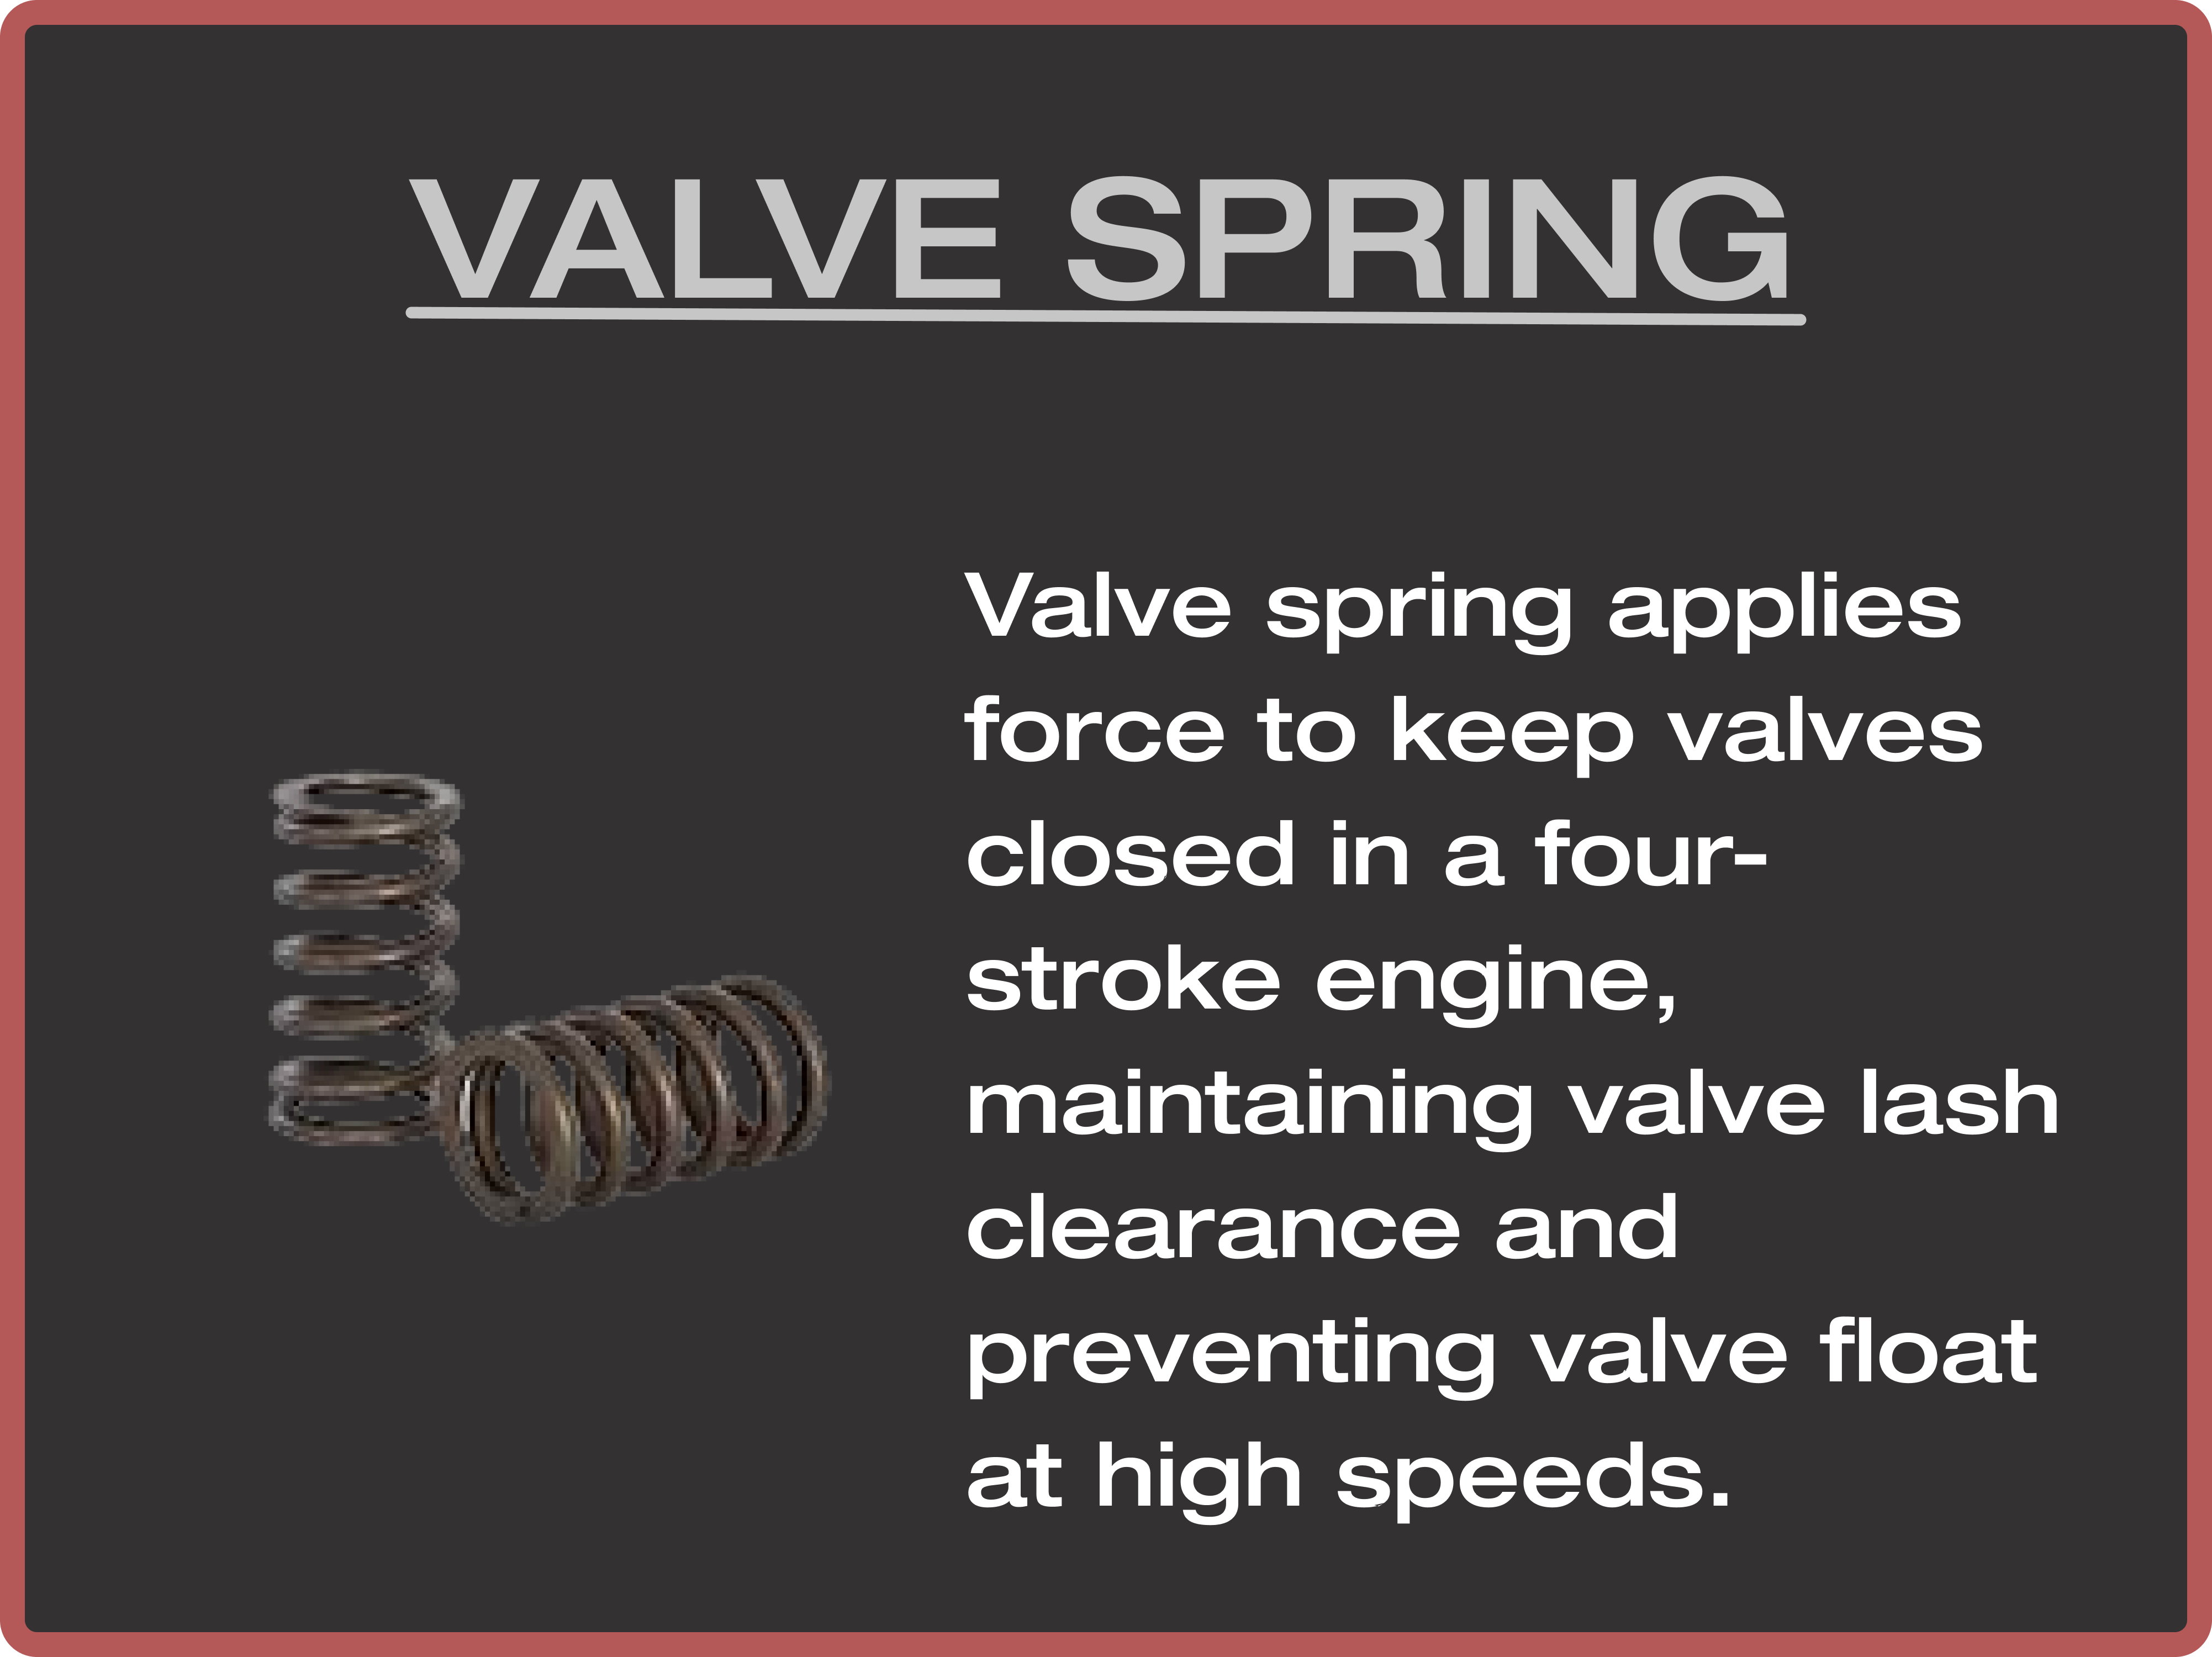 VALVE SPRING
Valve spring applies
force to keep valves
closed in a four-
stroke engine,
maintaining valve lash
clearance and
preventing valve float
at high speeds.